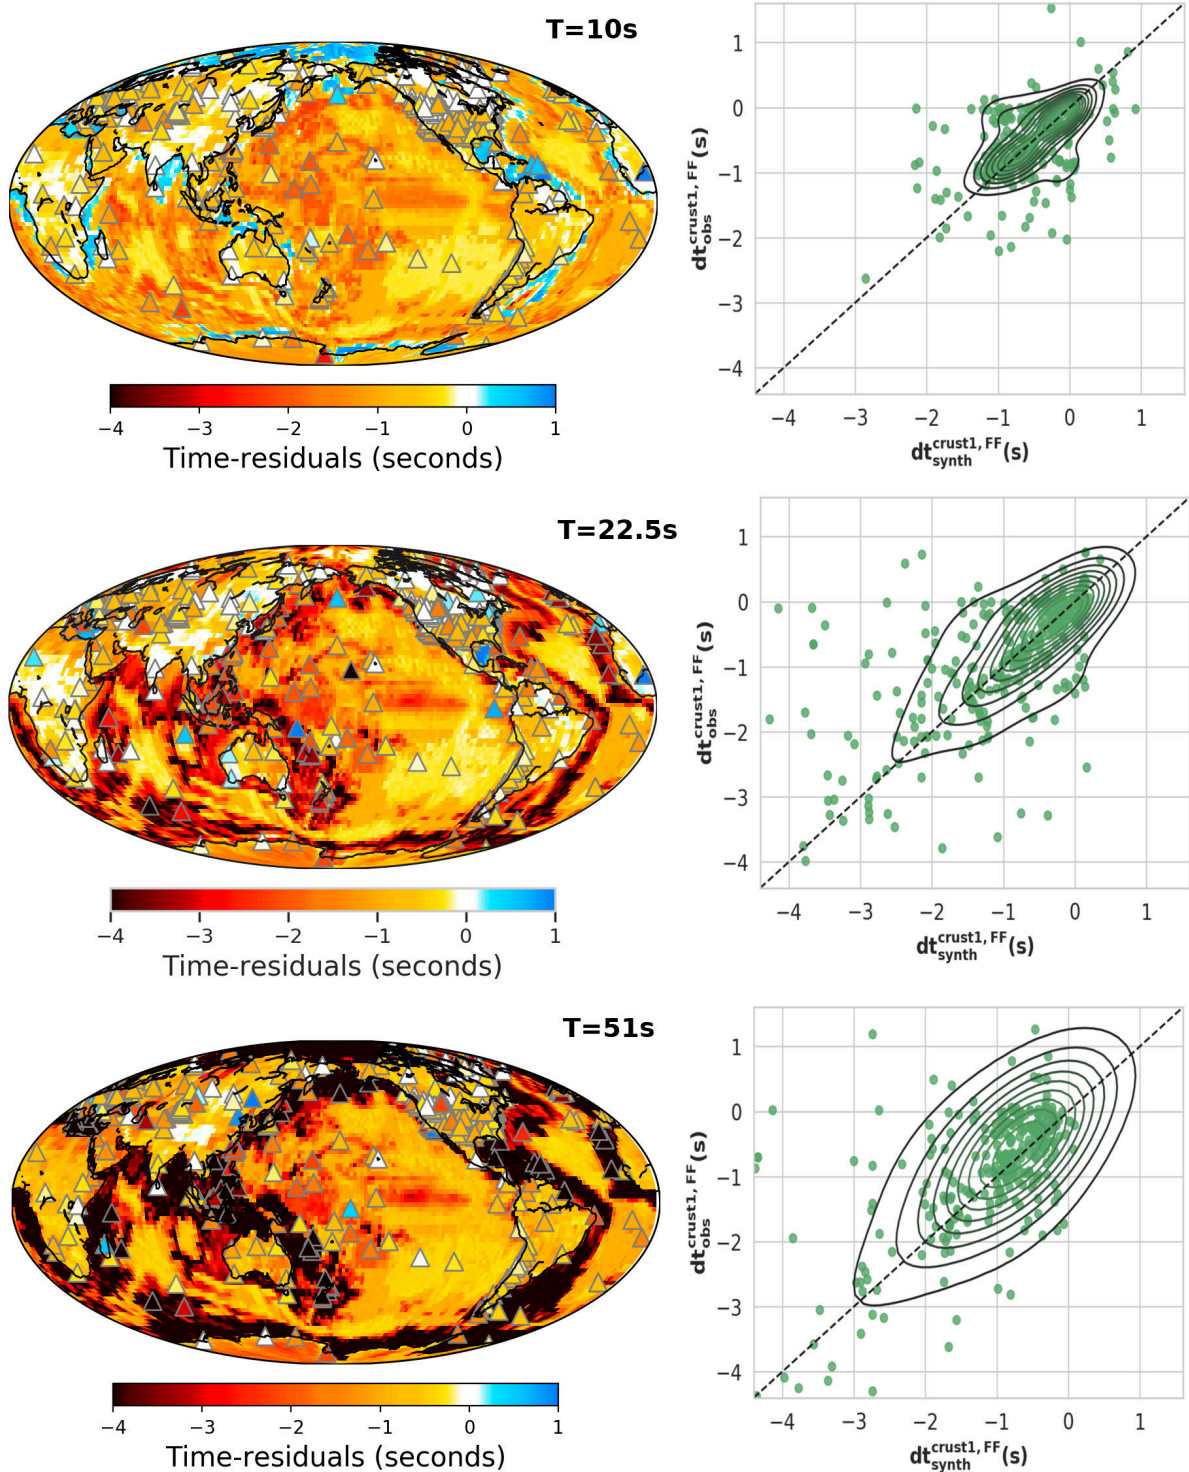 T=10s
−4 −3 −2 −1 0 1
Time-residuals (seconds)
1
0
−1
−2
−3
−4
dt_obs^crust1, FF(s)
−4 −3 −2 −1 0 1
dt_synth^crust1, FF(s)
T=22.5s
−4 −3 −2 −1 0 1
Time-residuals (seconds)
1
0
−1
−2
−3
−4
dt_obs^crust1, FF(s)
−4 −3 −2 −1 0 1
dt_synth^crust1, FF(s)
T=51s
−4 −3 −2 −1 0 1
Time-residuals (seconds)
1
0
−1
−2
−3
−4
dt_obs^crust1, FF(s)
−4 −3 −2 −1 0 1
dt_synth^crust1, FF(s)